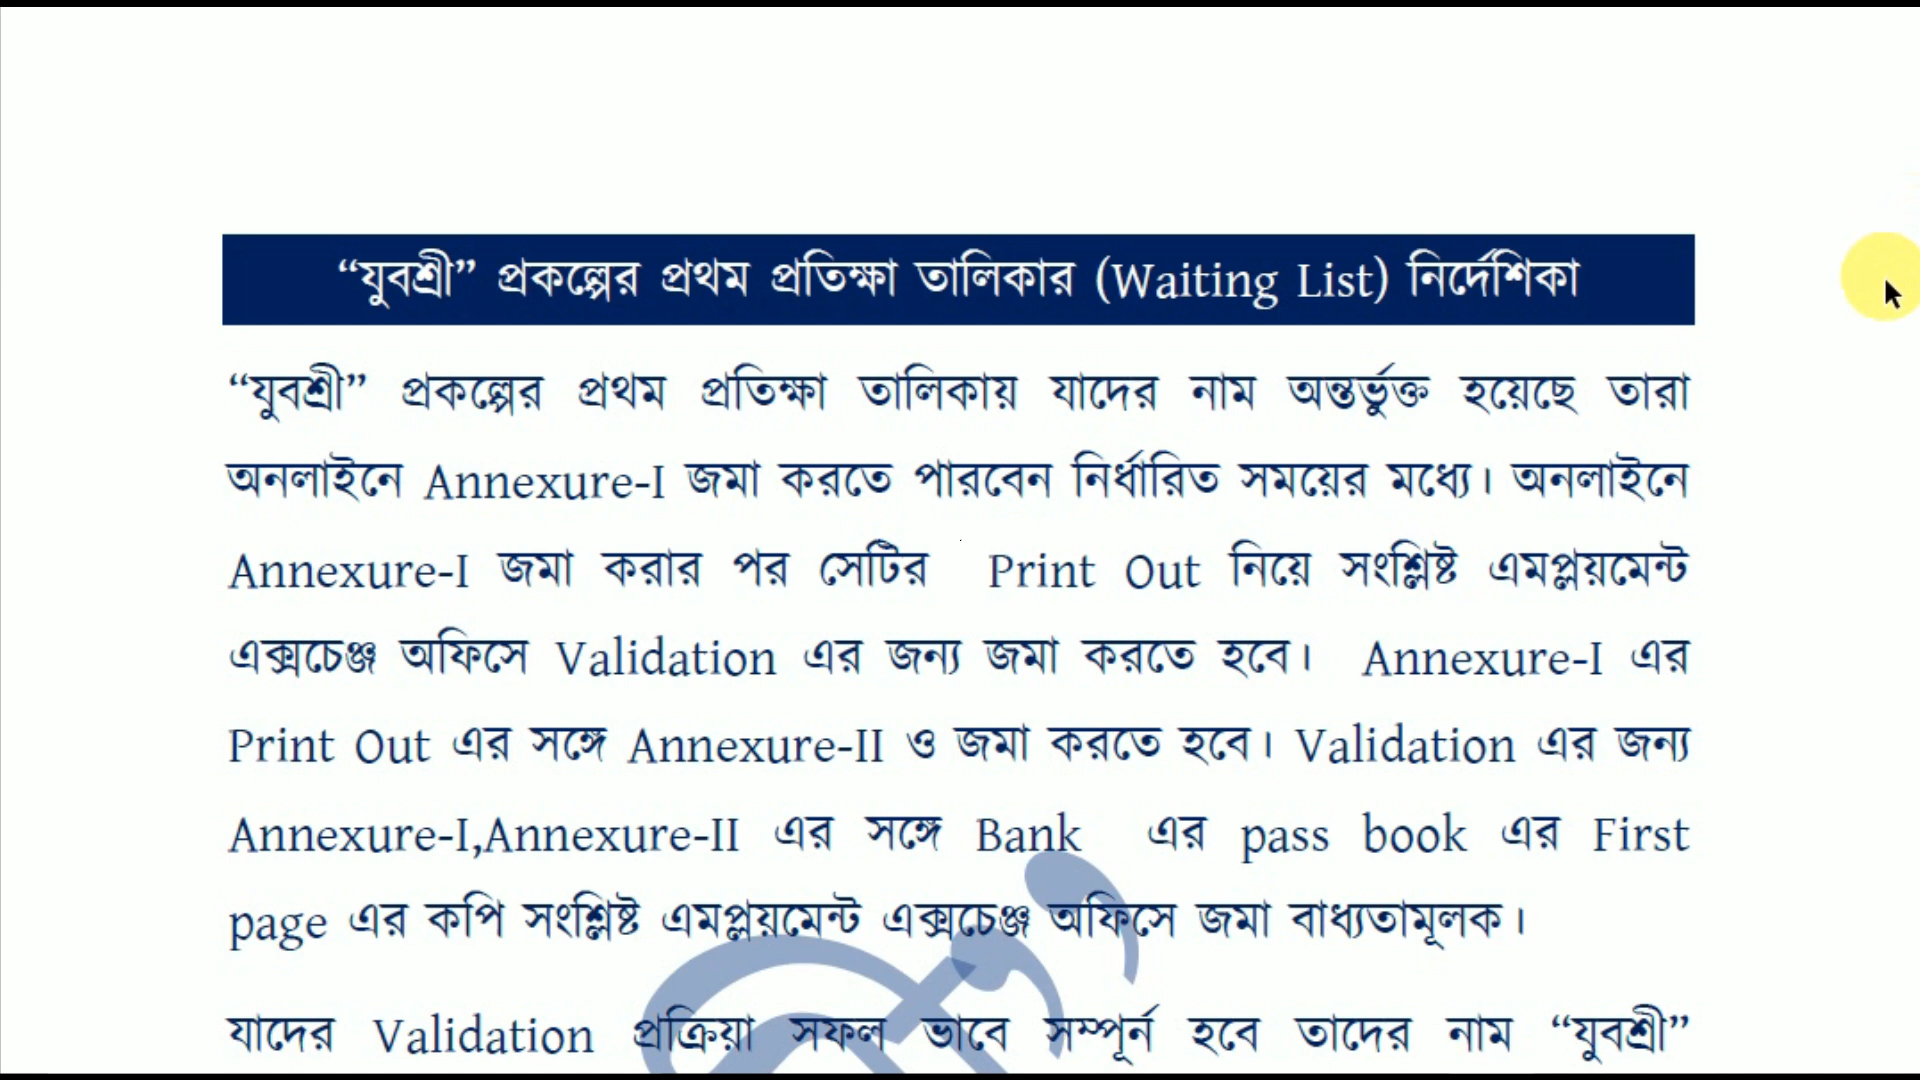 “যুবশ্রী” প্রকল্পের প্রথম প্রতিক্ষা তালিকার (Waiting List) নির্দেশিকা
“যুবশ্রী” প্রকল্পের প্রথম প্রতিক্ষা তালিকায় যাদের নাম অন্তর্ভুক্ত হয়েছে তারা
অনলাইনে Annexure-I জমা করতে পারবেন নির্ধারিত সময়ের মধ্যে। অনলাইনে
Annexure-I জমা করার পর সেটির Print Out নিয়ে সংশ্লিষ্ট এমপ্লয়মেন্ট
এক্সচেঞ্জ অফিসে Validation এর জন্য জমা করতে হবে। Annexure-I এর
Print Out এর সঙ্গে Annexure-II ও জমা করতে হবে। Validation এর জন্য
Annexure-I,Annexure-II এর সঙ্গে Bank এর pass book এর First
page এর কপি সংশ্লিষ্ট এমপ্লয়মেন্ট এক্সচেঞ্জ অফিসে জমা বাধ্যতামূলক।
যাদের Validation প্রক্রিয়া সফল ভাবে সম্পূর্ন হবে তাদের নাম “যুবশ্রী”